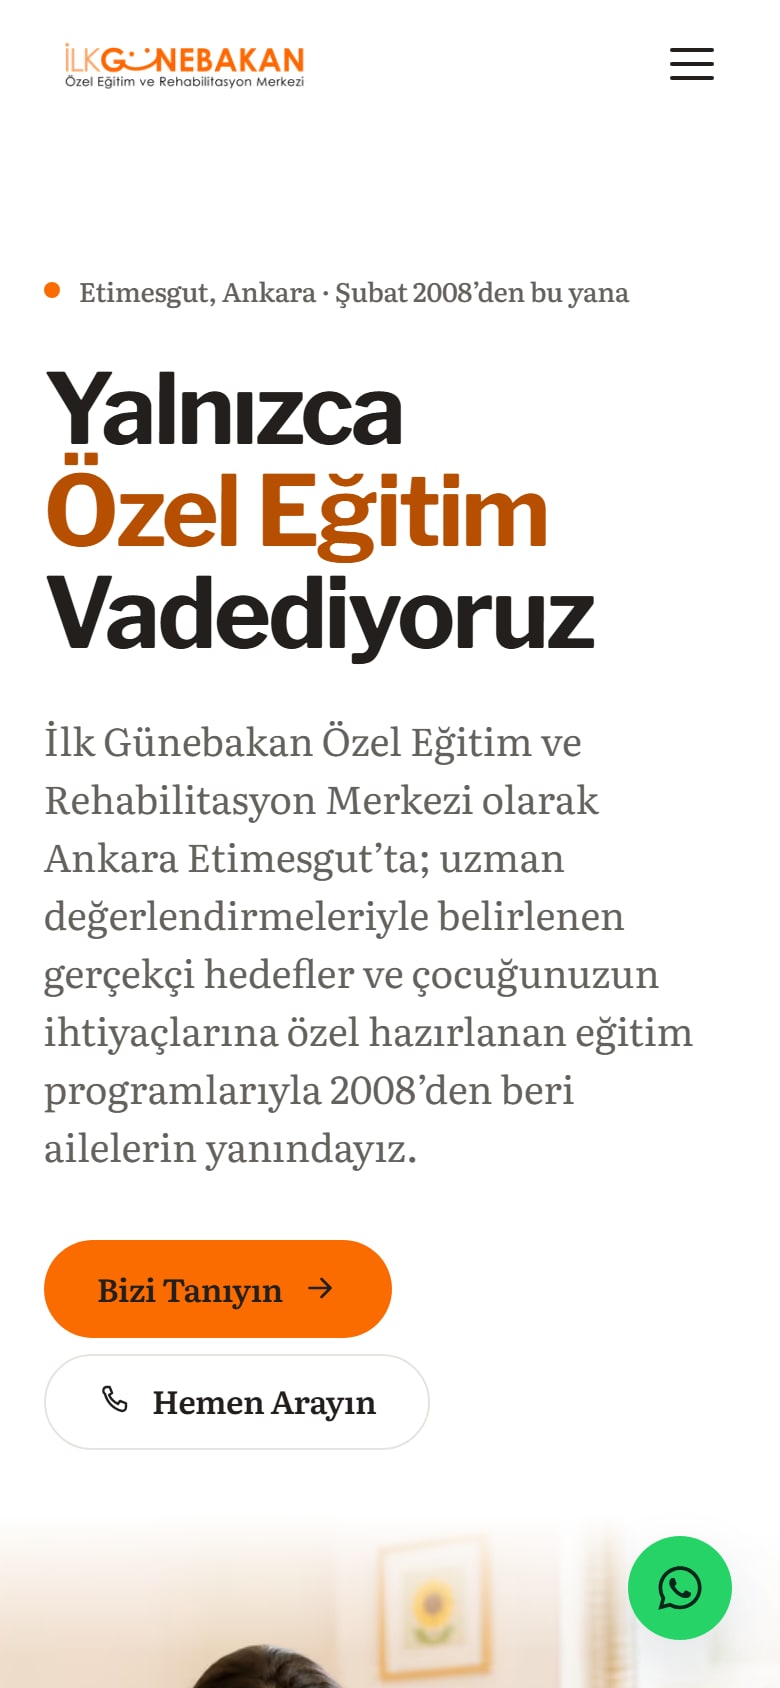 İLKGÜNEBAKAN
Özel Eğitim ve Rehabilitasyon Merkezi
Etimesgut, Ankara · Şubat 2008’den bu yana
Yalnızca
Özel Eğitim
Vadediyoruz
İlk Günebakan Özel Eğitim ve
Rehabilitasyon Merkezi olarak
Ankara Etimesgut’ta; uzman
değerlendirmeleriyle belirlenen
gerçekçi hedefler ve çocuğunuzun
ihtiyaçlarına özel hazırlanan eğitim
programlarıyla 2008’den beri
ailelerin yanındayız.
Bizi Tanıyın →
Hemen Arayın